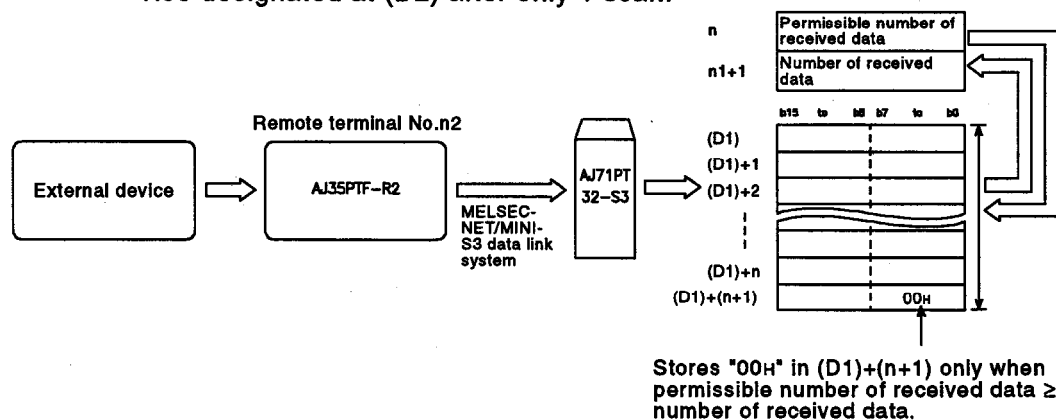 Permissible number of
received data
n
n1+1
Number of received
data
b15 to b8 b7 to b0
Remote terminal No.n2
(D1)
(D1)+1
(D1)+2
External device
AJ35PTF-R2
AJ71PT
32-S3
MELSEC-
NET/MINI-
S3 data link
system
(D1)+n
(D1)+(n+1)
00H
Stores "00H" in (D1)+(n+1) only when
permissible number of received data ≥
number of received data.